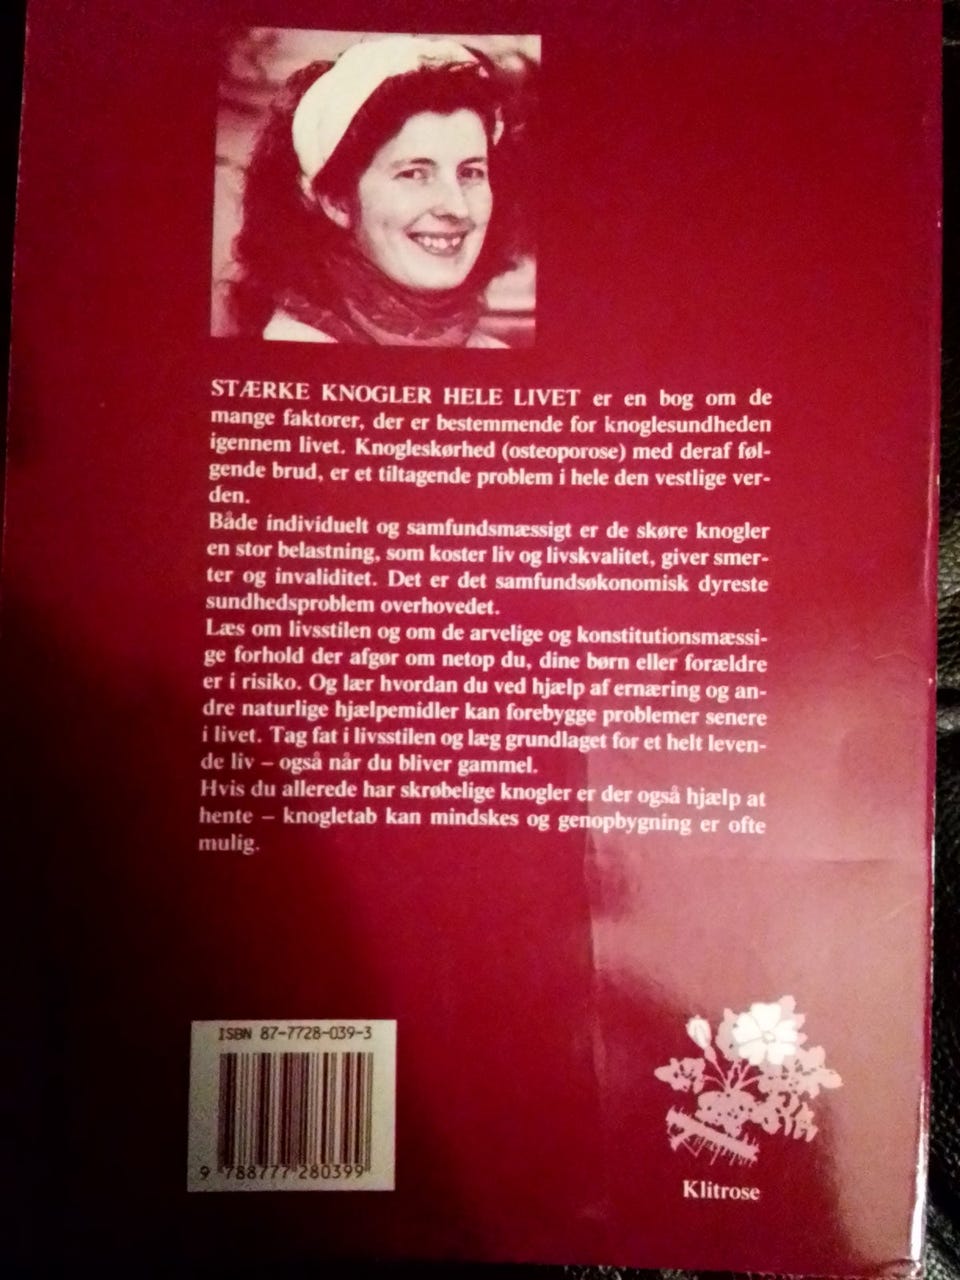 STÆRKE KNOGLER HELE LIVET er en bog om de
mange faktorer, der er bestemmende for knoglesundheden
igennem livet. Knogleskørhed (osteoporose) med deraf føl-
gende brud, er et tiltagende problem i hele den vestlige ver-
den.
Både individuelt og samfundsmæssigt er de skøre knogler
en stor belastning, som koster liv og livskvalitet, giver smer-
ter og invaliditet. Det er det samfundsøkonomisk dyreste
sundhedsproblem overhovedet.
Læs om livsstilen og om de arvelige og konstitutionsmæssi-
ge forhold der afgør om netop du, dine børn eller forældre
er i risiko. Og lær hvordan du ved hjælp af ernæring og an-
dre naturlige hjælpemidler kan forebygge problemer senere
i livet. Tag fat i livsstilen og læg grundlaget for et helt leven-
de liv – også når du bliver gammel.
Hvis du allerede har skrøbelige knogler er der også hjælp at
hente – knogletab kan mindskes og genopbygning er ofte
mulig.
ISBN 87-7728-039-3
9 788777 280399
Klitrose